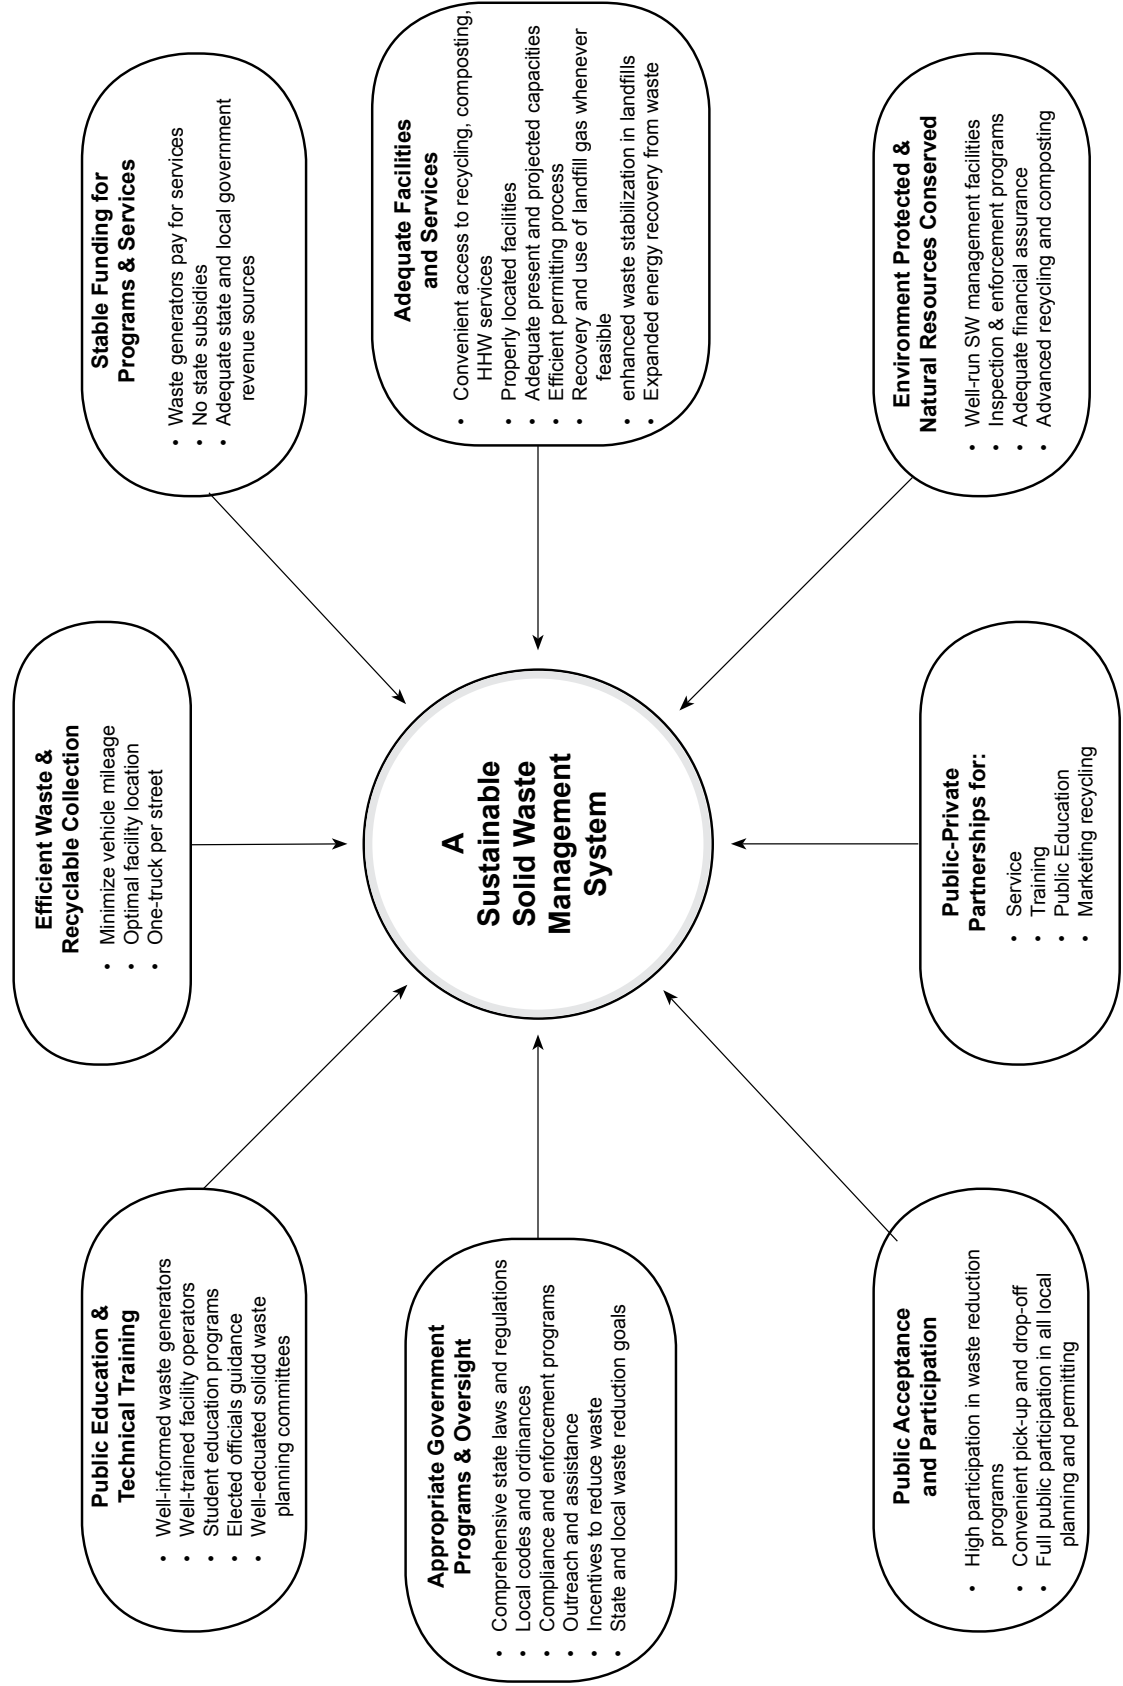 Public Education &
Technical Training
• Well-informed waste generators
• Well-trained facility operators
• Student education programs
• Elected officials guidance
• Well-edcuated solidd waste
planning committees
Efficient Waste &
Recyclable Collection
• Minimize vehicle mileage
• Optimal facility location
• One-truck per street
Stable Funding for
Programs & Services
• Waste generators pay for services
• No state subsidies
• Adequate state and local government
revenue sources
Appropriate Government
Programs & Oversight
• Comprehensive state laws and regulations
• Local codes and ordinances
• Compliance and enforcement programs
• Outreach and assistance
• Incentives to reduce waste
• State and local waste reduction goals
A
Sustainable
Solid Waste
Management
System
Adequate Facilities
and Services
• Convenient access to recycling, composting,
HHW services
• Properly located facilities
• Adequate present and projected capacities
• Efficient permitting process
• Recovery and use of landfill gas whenever
feasible
• enhanced waste stabilization in landfills
• Expanded energy recovery from waste
Public Acceptance
and Participation
• High participation in waste reduction
programs
• Convenient pick-up and drop-off
• Full public participation in all local
planning and permitting
Public-Private
Partnerships for:
• Service
• Training
• Public Education
• Marketing recycling
Environment Protected &
Natural Resources Conserved
• Well-run SW management facilities
• Inspection & enforcement programs
• Adequate financial assurance
• Advanced recycling and composting